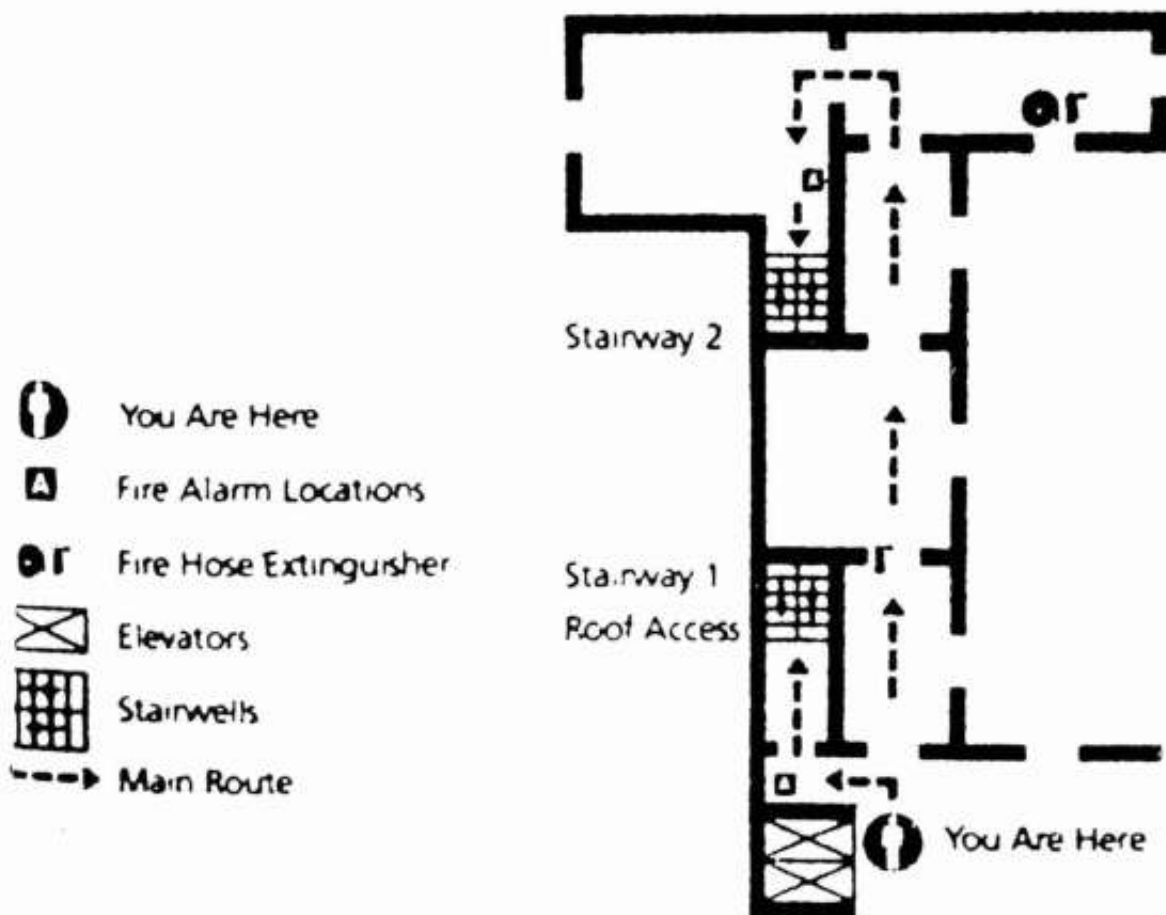 You Are Here
A Fire Alarm Locations
Fire Hose Extinguisher
Elevators
Stairwells
Main Route
A
Stairway 2
Stairway 1
Roof Access
A
You Are Here